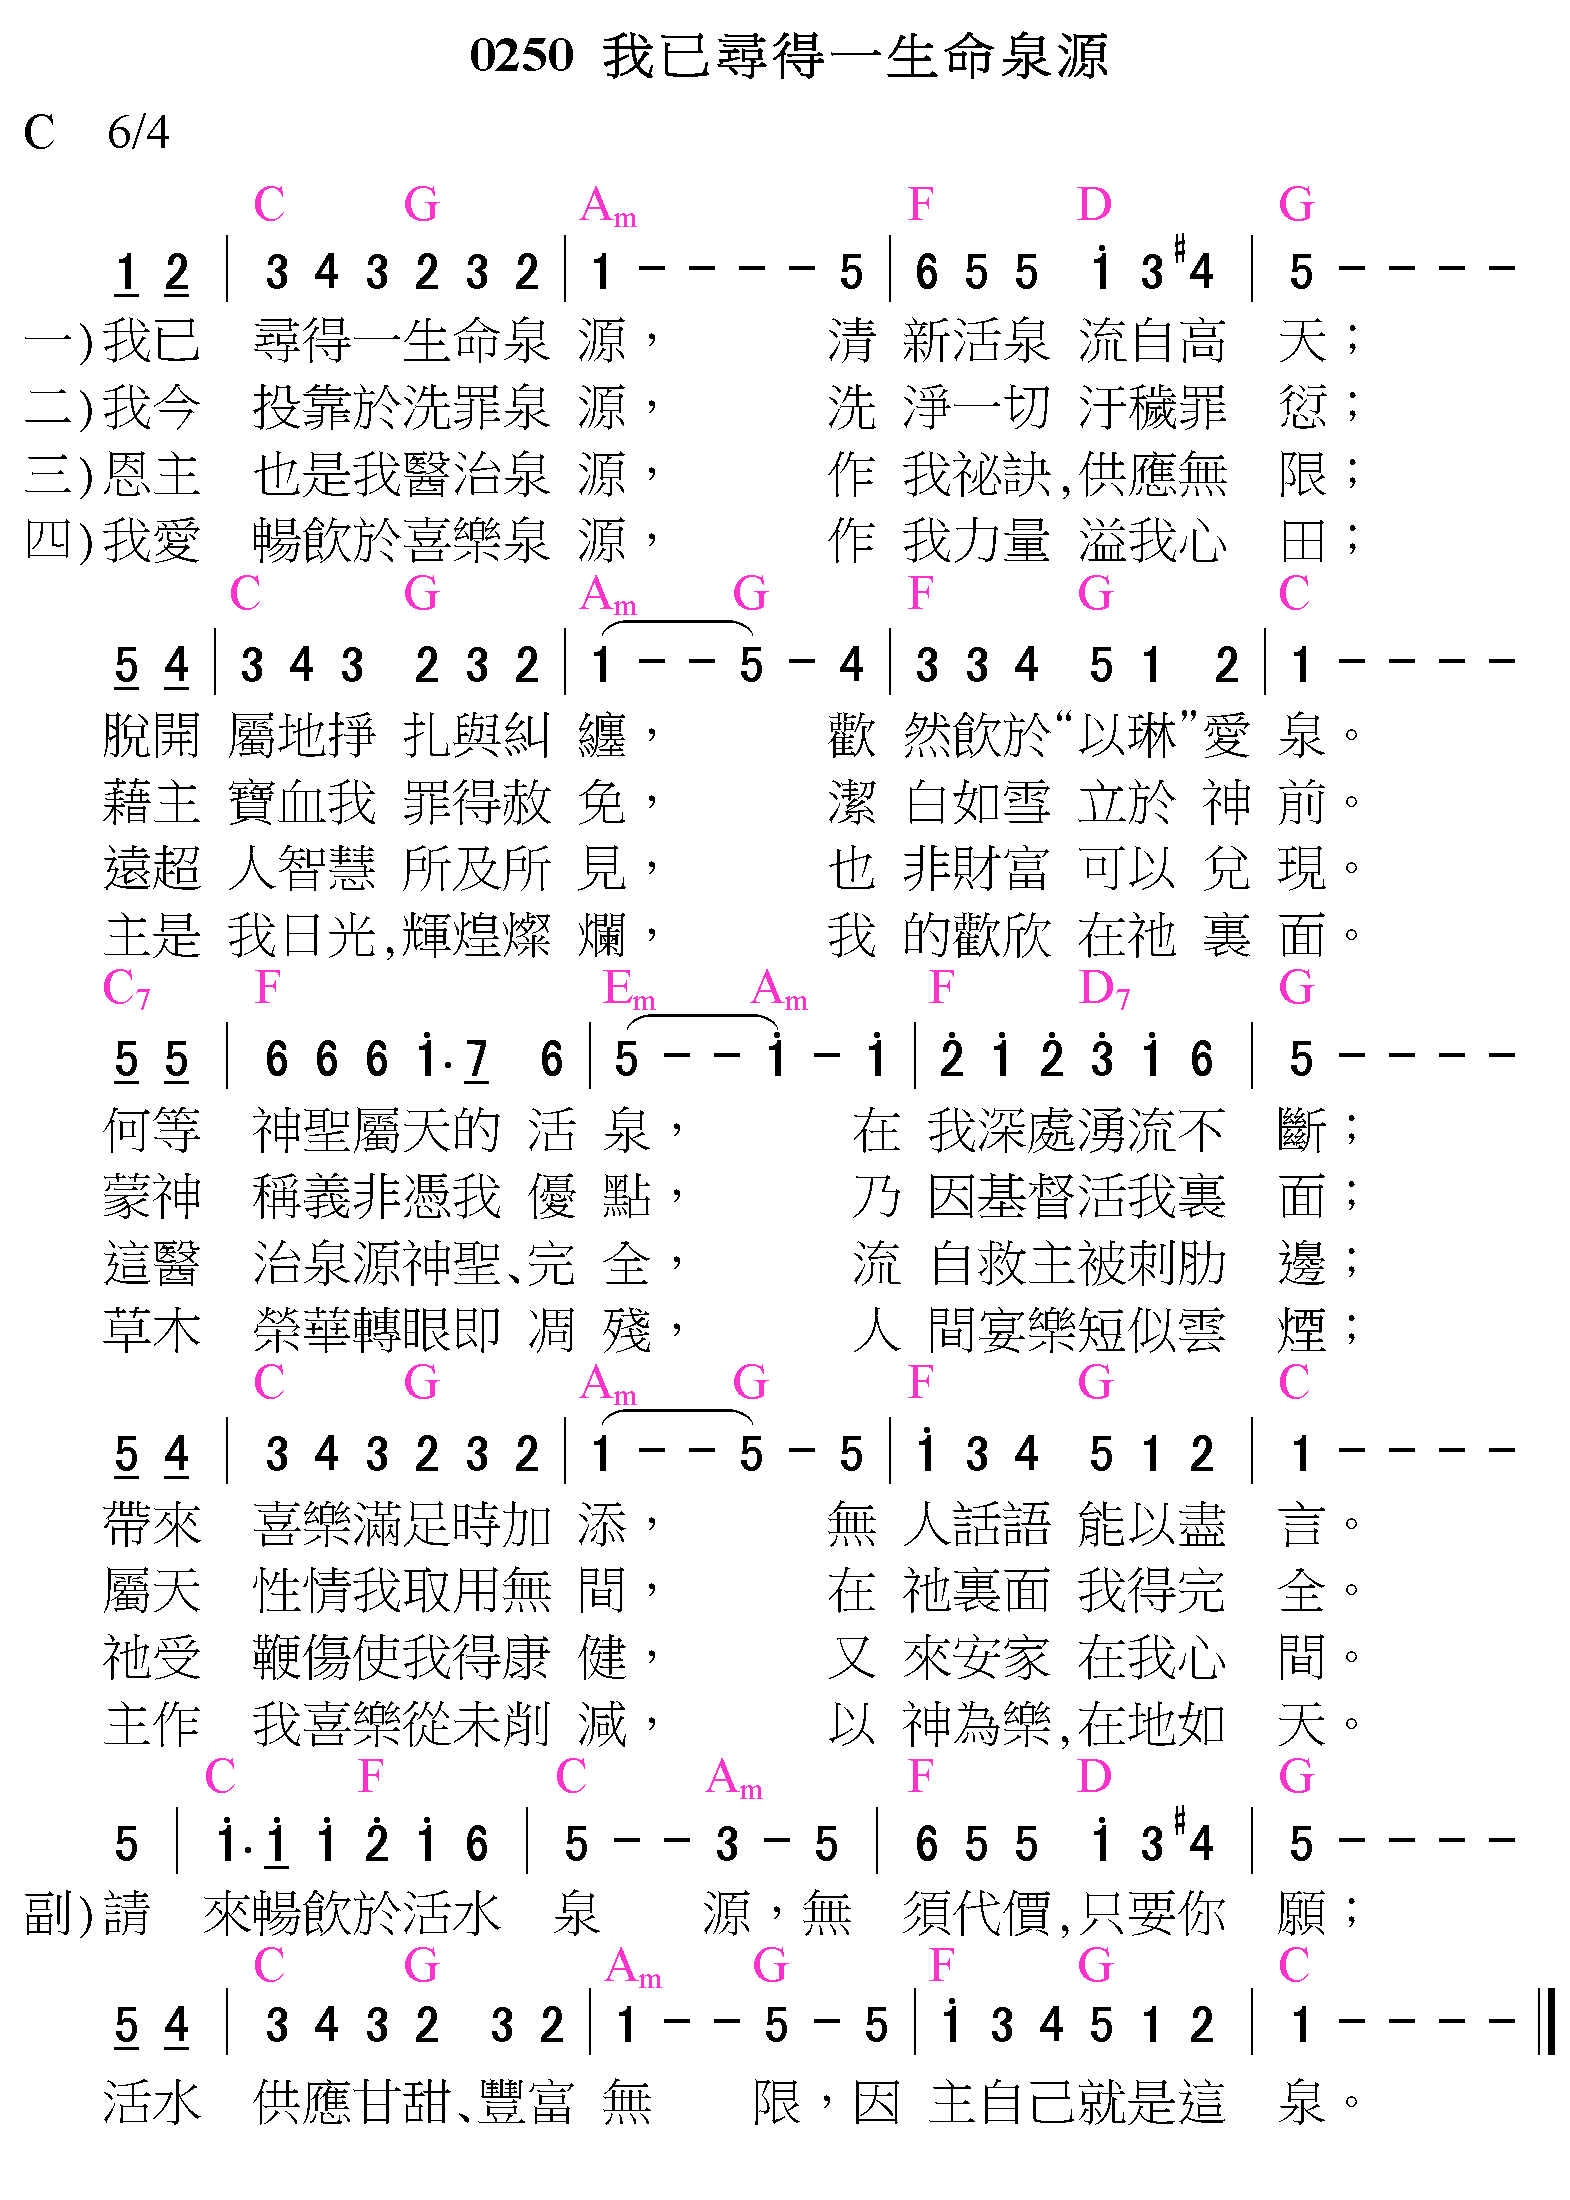 0250 我已尋得一生命泉源
C 6/4
C G Am F D G
1 2 | 3 4 3 2 3 2 | 1 - - - - 5 | 6 5 5 1̇ 3 #4 | 5 - - - -
一)我已 尋得一生命泉 源， 清 新活泉 流自高 天；
二)我今 投靠於洗罪泉 源， 洗 淨一切 汙穢罪 愆；
三)恩主 也是我醫治泉 源， 作 我祕訣,供應無 限；
四)我愛 暢飲於喜樂泉 源， 作 我力量 溢我心 田；
C G Am G F G C
5 4 | 3 4 3 2 3 2 | 1 - - 5 - 4 | 3 3 4 5 1 2 | 1 - - - -
脫開 屬地掙 扎與糾 纏， 歡 然飲於“以琳”愛 泉。
藉主 寶血我 罪得赦 免， 潔 白如雪 立於 神 前。
遠超 人智慧 所及所 見， 也 非財富 可以 兌 現。
主是 我日光,輝煌燦 爛， 我 的歡欣 在祂 裏 面。
C7 F Em Am F D7 G
5 5 | 6 6 6 1̇. 7 6 | 5 - - 1̇ - 1̇ | 2̇ 1̇ 2̇ 3̇ 1̇ 6 | 5 - - - -
何等 神聖屬天的 活 泉， 在 我深處湧流不 斷；
蒙神 稱義非憑我 優 點， 乃 因基督活我裏 面；
這醫 治泉源神聖、完 全， 流 自救主被刺肋 邊；
草木 榮華轉眼即 凋 殘， 人 間宴樂短似雲 煙；
C G Am G F G C
5 4 | 3 4 3 2 3 2 | 1 - - 5 - 5 | 1̇ 3 4 5 1 2 | 1 - - - -
帶來 喜樂滿足時加 添， 無 人話語 能以盡 言。
屬天 性情我取用無 間， 在 祂裏面 我得完 全。
祂受 鞭傷使我得康 健， 又 來安家 在我心 間。
主作 我喜樂從未削 減， 以 神為樂,在地如 天。
C F C Am F D G
5 | 1̇. 1̇ 1̇ 2̇ 1̇ 6 | 5 - - 3 - 5 | 6 5 5 1̇ 3 #4 | 5 - - - -
副)請 來暢飲於活水 泉 源，無 須代價,只要你 願；
C G Am G F G C
5 4 | 3 4 3 2 3 2 | 1 - - 5 - 5 | 1̇ 3 4 5 1 2 | 1 - - - - ‖
活水 供應甘甜、豐富 無 限，因 主自己就是這 泉。